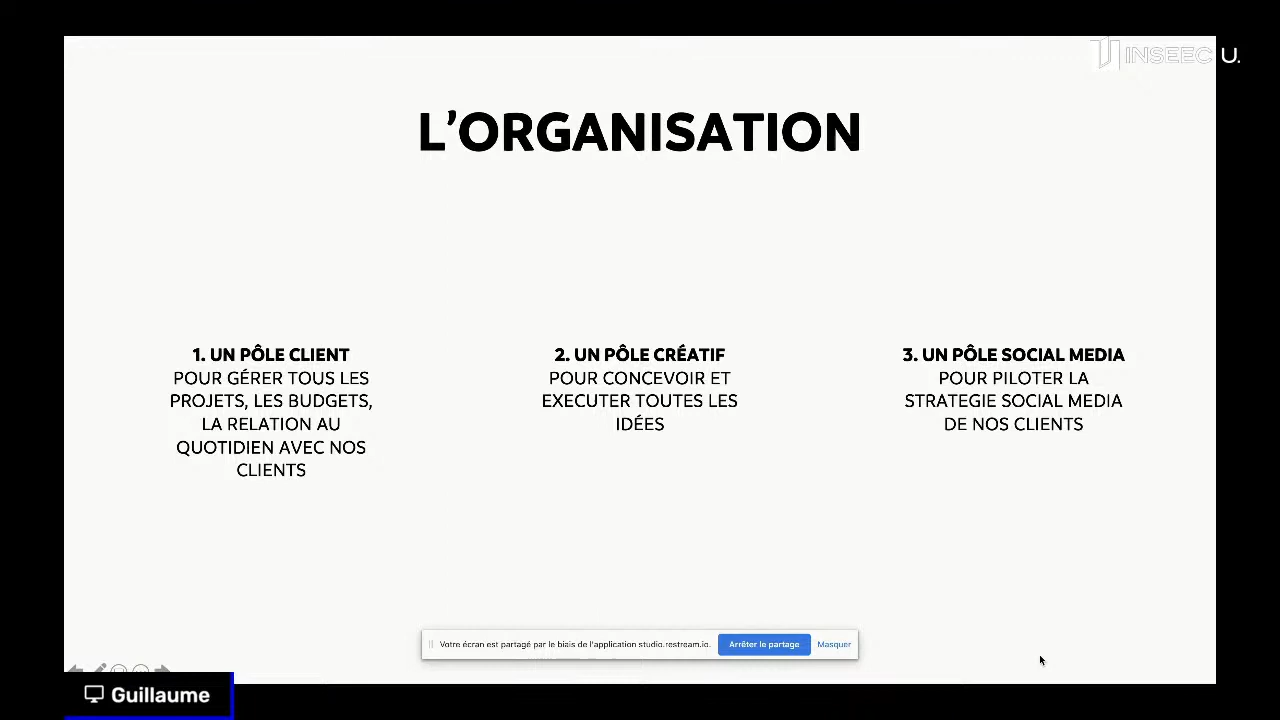 INSEEC U.
L'ORGANISATION
1. UN PÔLE CLIENT
POUR GÉRER TOUS LES
PROJETS, LES BUDGETS,
LA RELATION AU
QUOTIDIEN AVEC NOS
CLIENTS
2. UN PÔLE CRÉATIF
POUR CONCEVOIR ET
EXECUTER TOUTES LES
IDÉES
3. UN PÔLE SOCIAL MEDIA
POUR PILOTER LA
STRATEGIE SOCIAL MEDIA
DE NOS CLIENTS
Votre écran est partagé par le biais de l'application studio.restream.io. Arrêter le partage Masquer
Guillaume